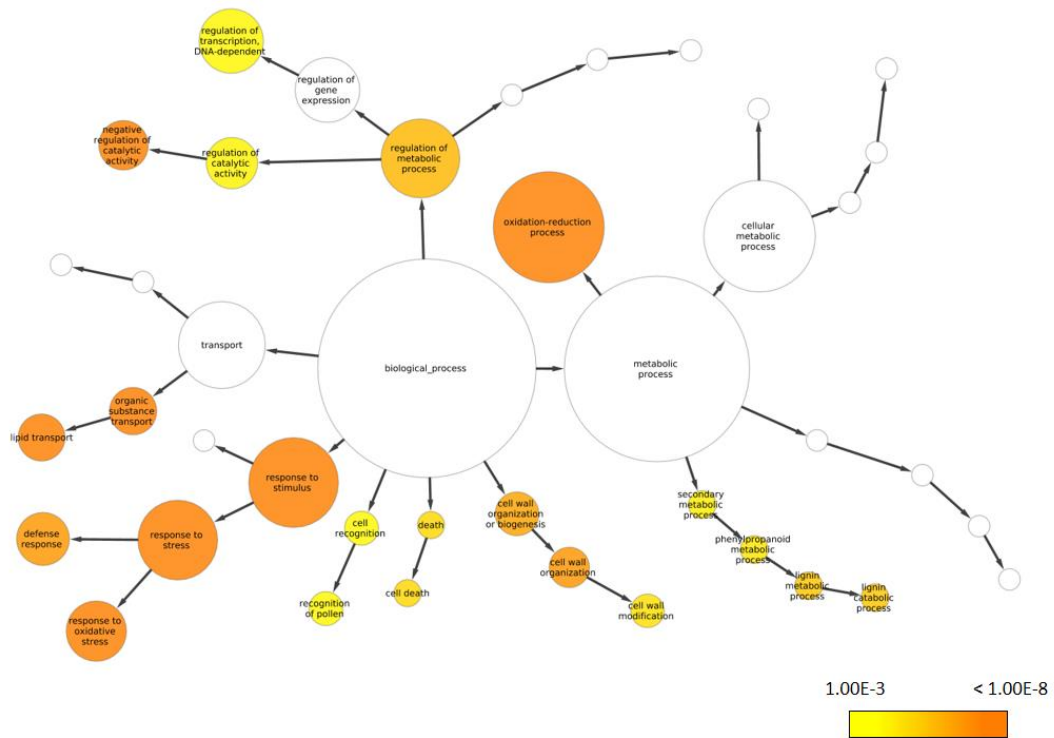 regulation of
transcription,
DNA-dependent
regulation of
gene
expression
negative
regulation of
catalytic
activity
regulation of
catalytic
activity
regulation of
metabolic
process
oxidation-reduction
process
cellular
metabolic
process
transport
biological_process
metabolic
process
organic
substance
transport
lipid transport
response to
stimulus
secondary
metabolic
process
cell wall
organization
or biogenesis
cell
recognition
death
defense
response
response to
stress
phenylpropanoid
metabolic
process
cell wall
organization
lignin
metabolic
process
lignin
catabolic
process
cell death
recognition
of pollen
cell wall
modification
response to
oxidative
stress
1.00E-3 < 1.00E-8